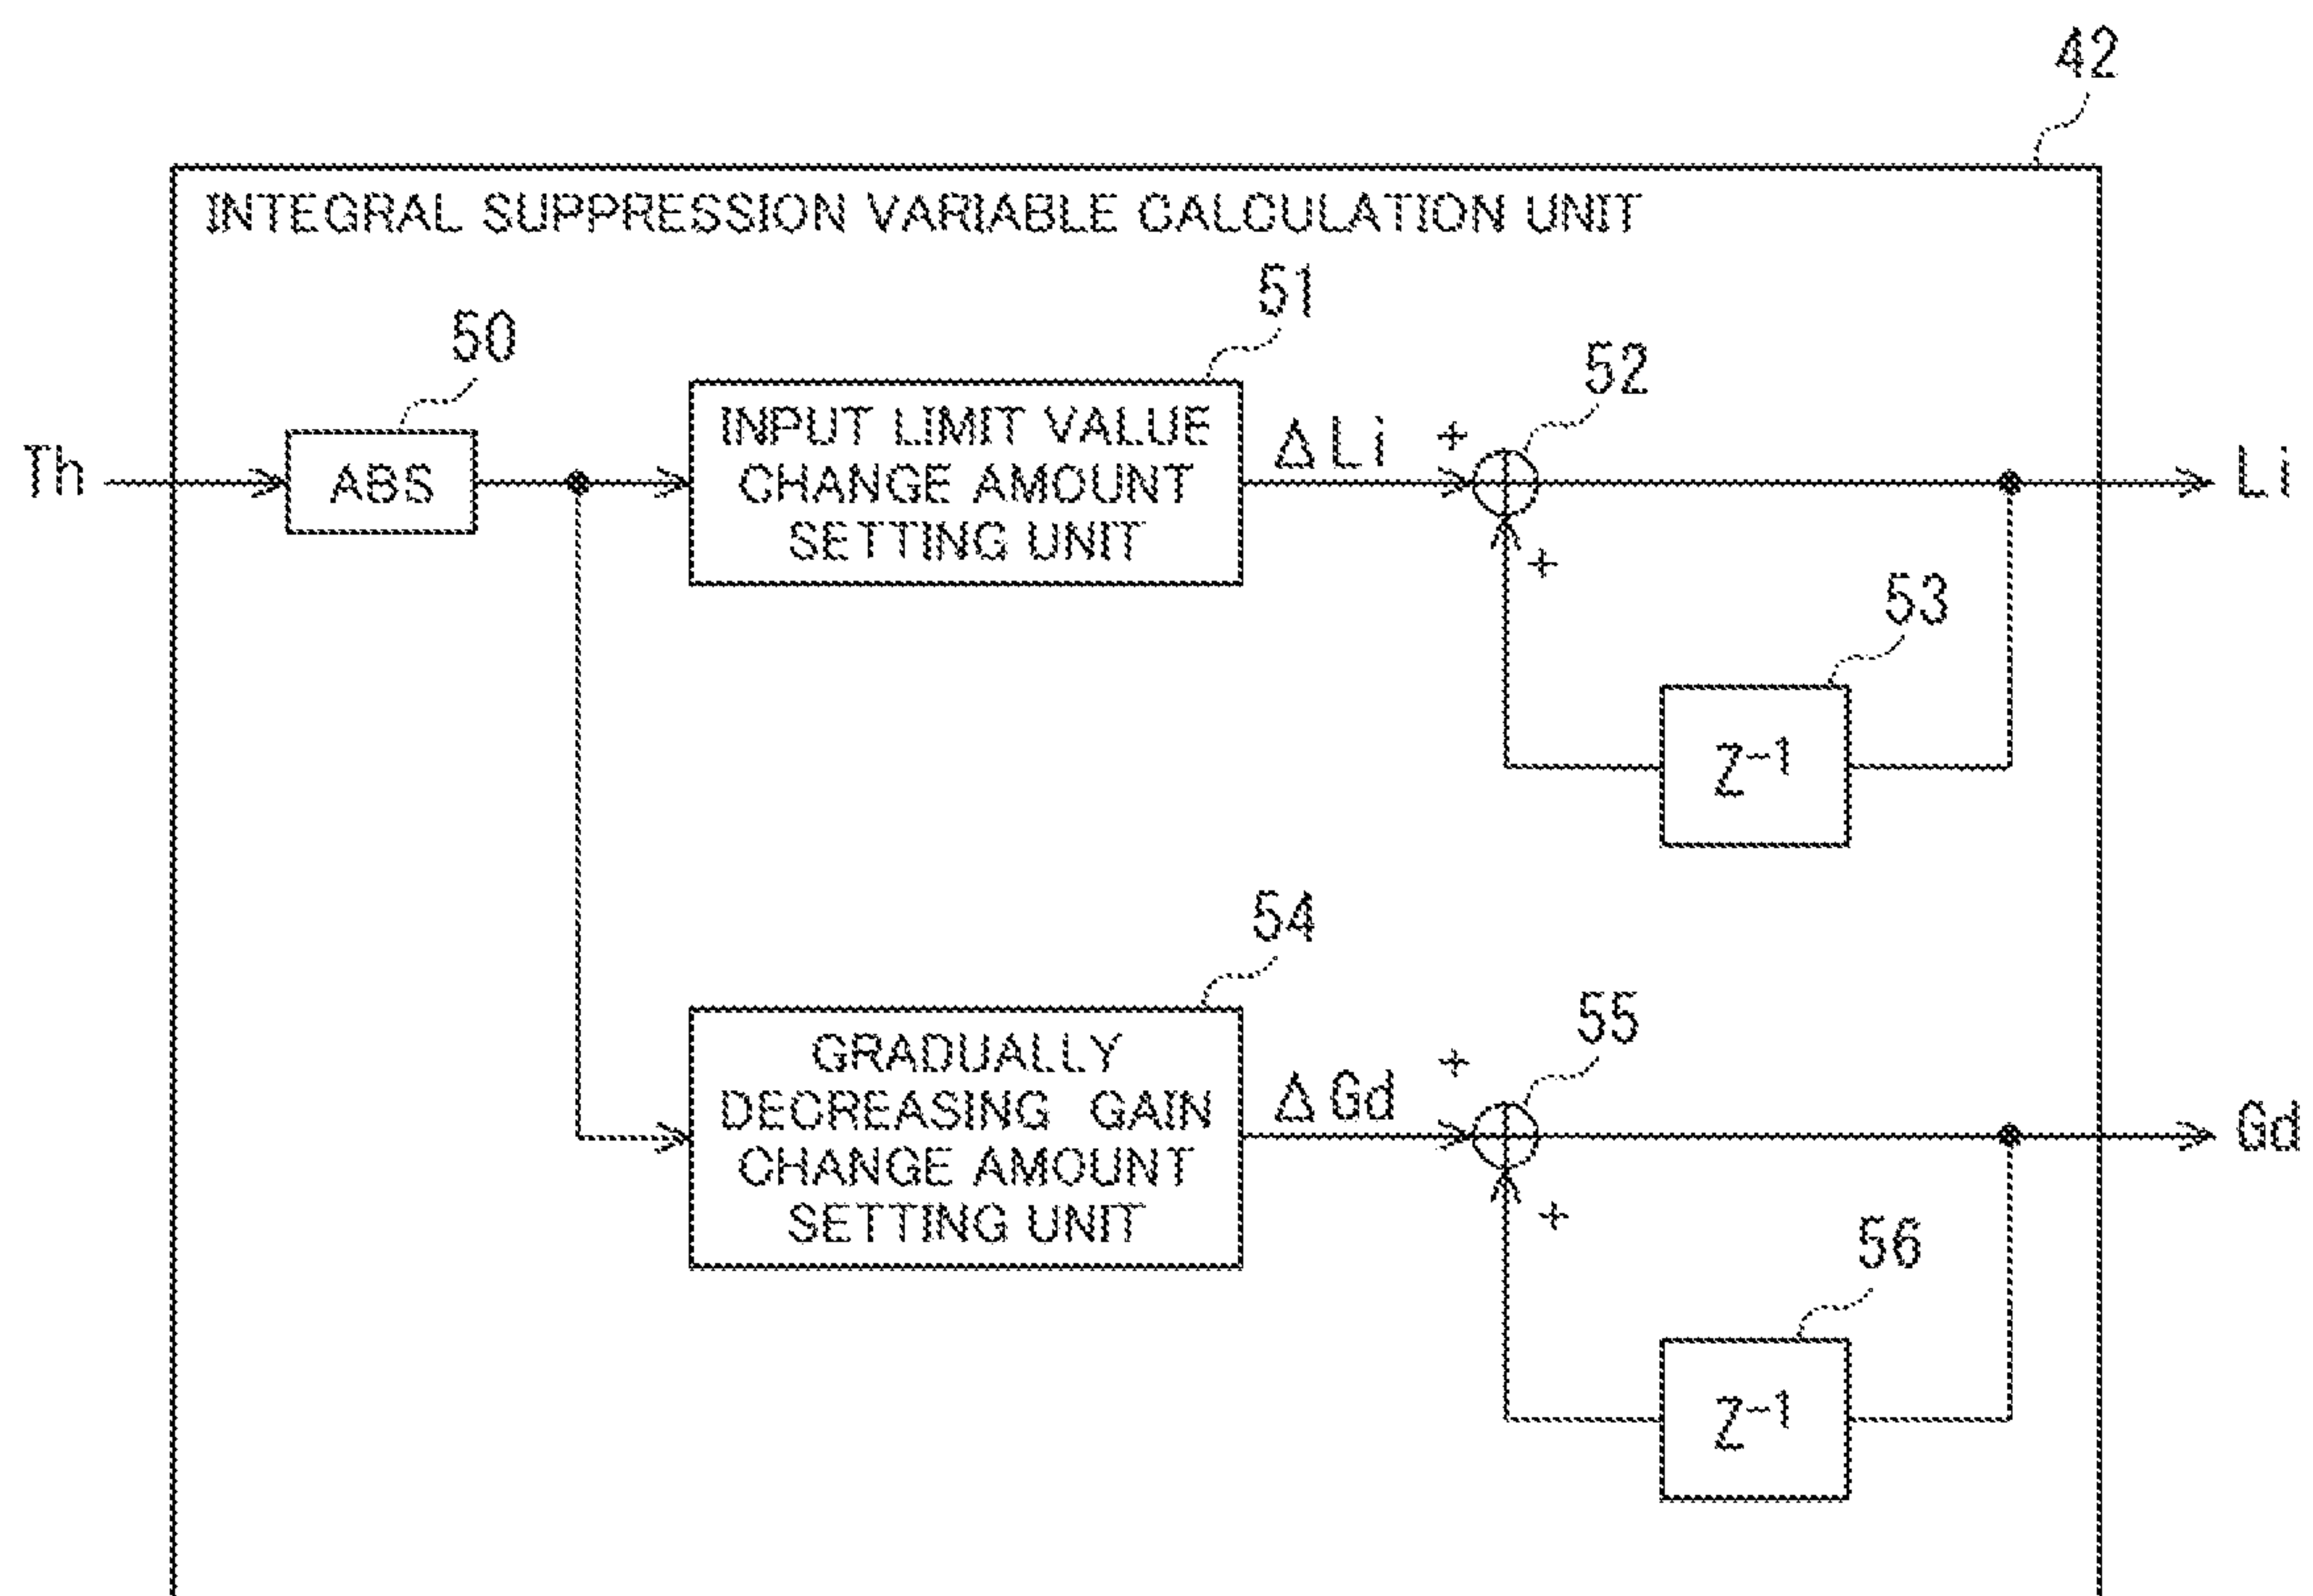 42
INTEGRAL SUPPRESSION VARIABLE CALCULATION UNIT
51
50
52
INPUT LIMIT VALUE
CHANGE AMOUNT
SETTING UNIT
ΔLi
+
Th
ABS
Li
+
53
Z⁻¹
54
55
GRADUALLY
DECREASING GAIN
CHANGE AMOUNT
SETTING UNIT
ΔGd
+
Gd
+
56
Z⁻¹